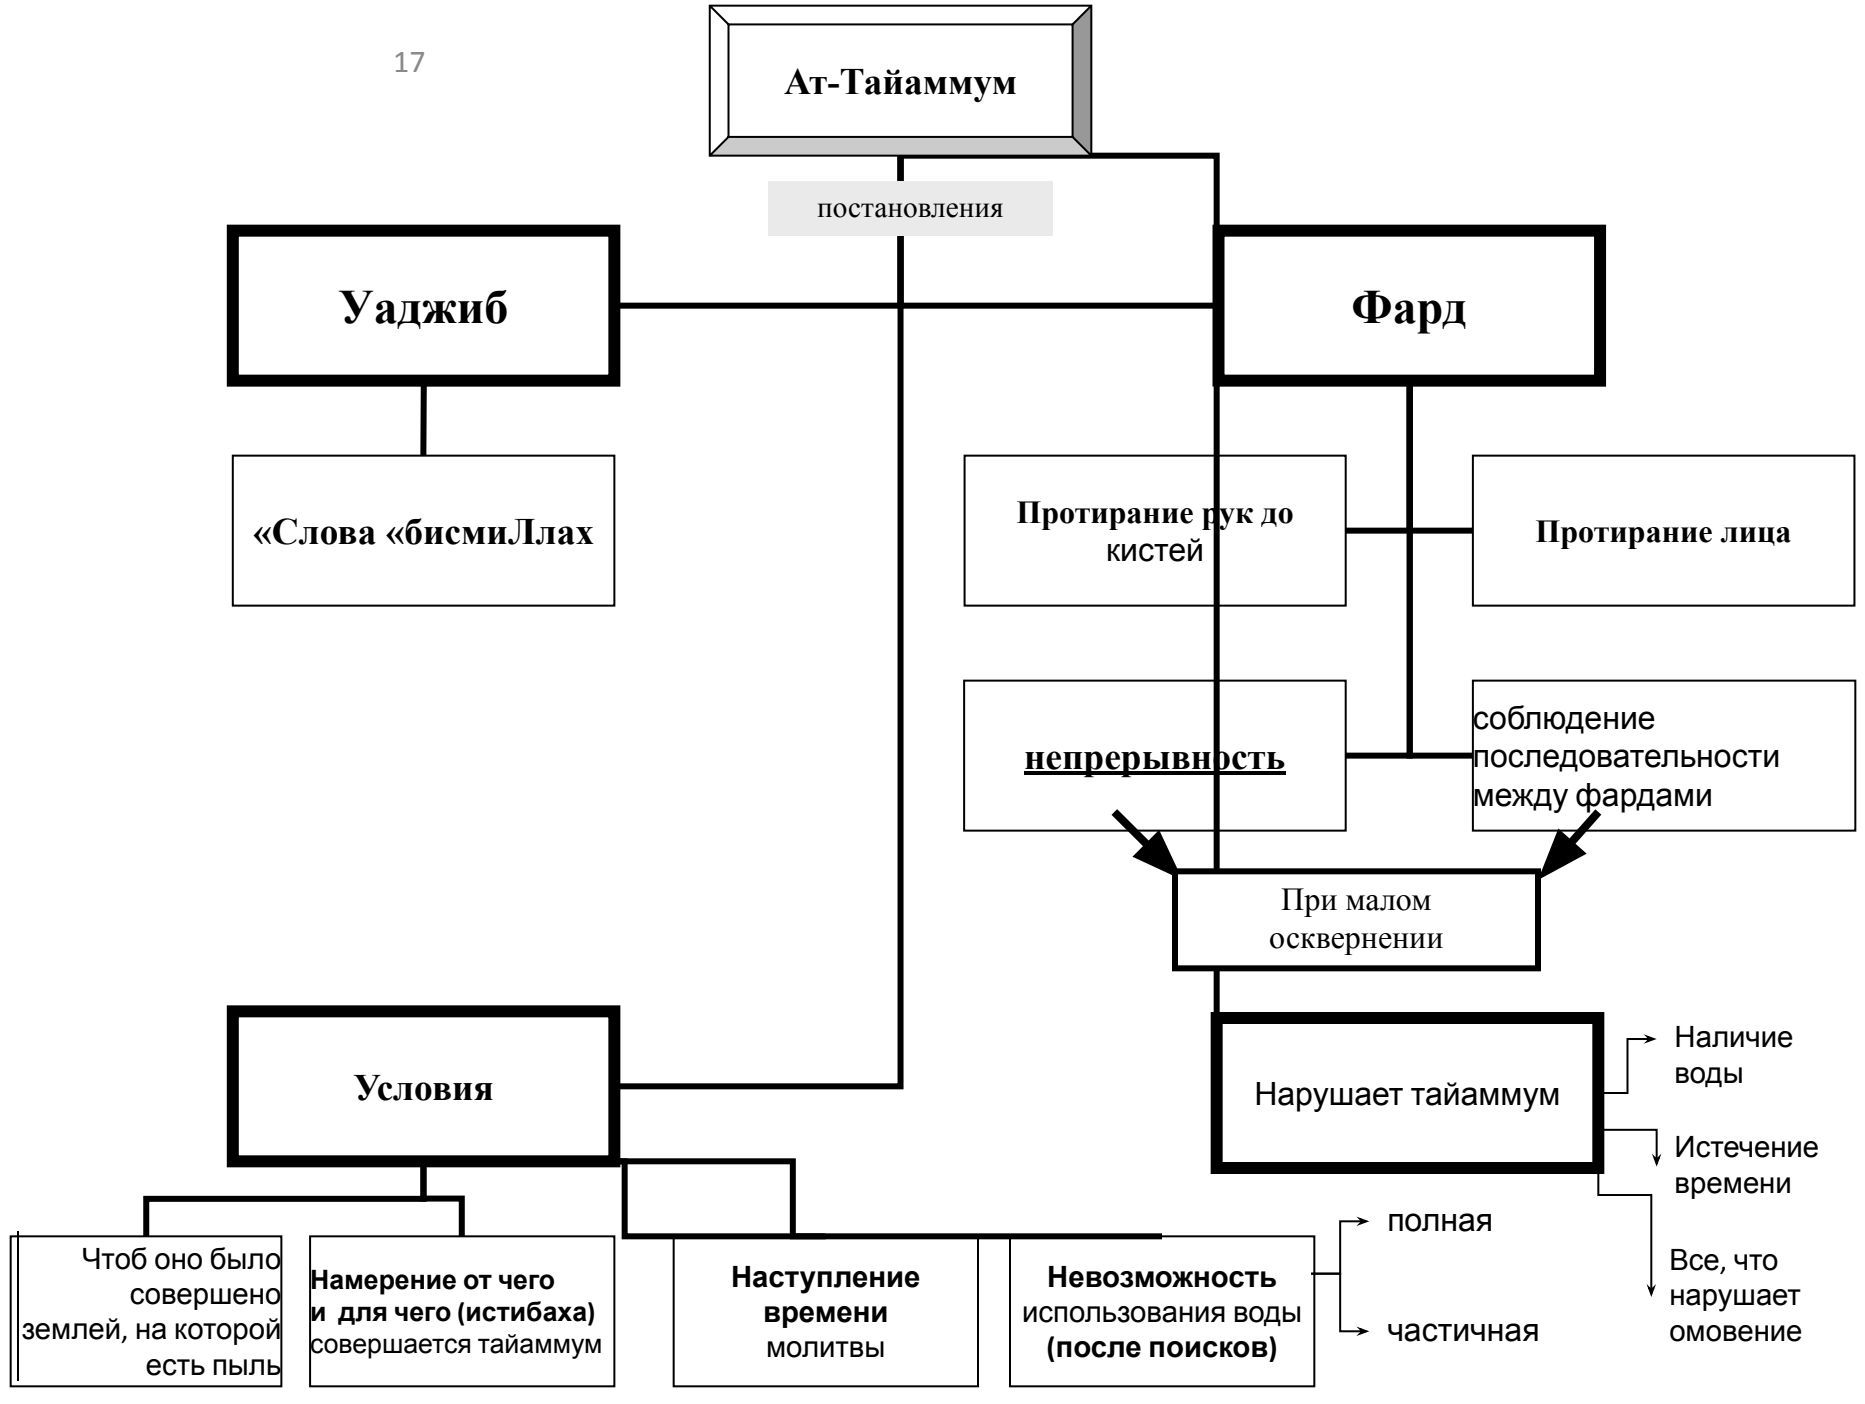 17
Ат-Тайаммум
постановления
Уаджиб
Фард
«Слова «бисмиЛлах
Протирание рук до
кистей
Протирание лица
непрерывность
соблюдение
последовательности
между фардами
При малом
осквернении
Условия
Нарушает тайаммум
Наличие
воды
Истечение
времени
Все, что
нарушает
омовение
Чтоб оно было
совершено
землей, на которой
есть пыль
Намерение от чего
и для чего (истибаха)
совершается тайаммум
Наступление
времени
молитвы
Невозможность
использования воды
(после поисков)
полная
частичная